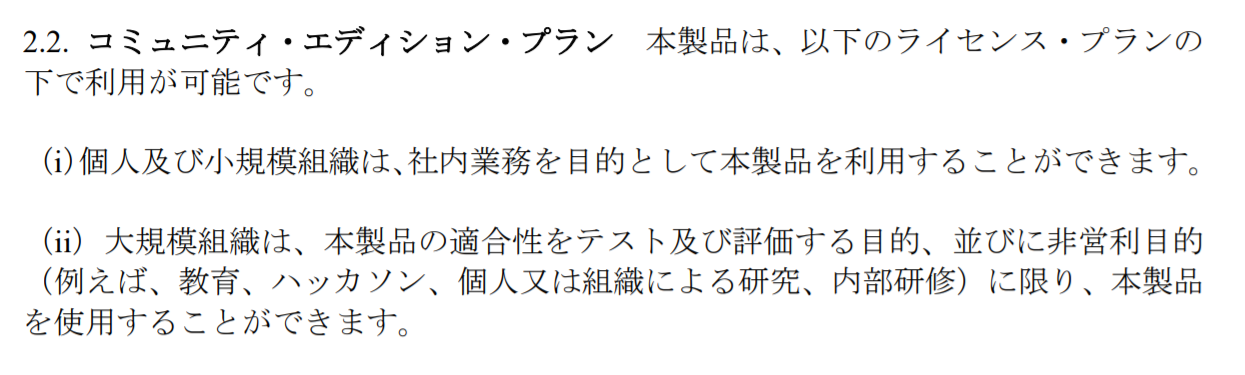 2.2. コミュニティ・エディション・プラン　本製品は、以下のライセンス・プランの
下で利用が可能です。
(i)個人及び小規模組織は、社内業務を目的として本製品を利用することができます。
(ii) 大規模組織は、本製品の適合性をテスト及び評価する目的、並びに非営利目的
（例えば、教育、ハッカソン、個人又は組織による研究、内部研修）に限り、本製品
を使用することができます。